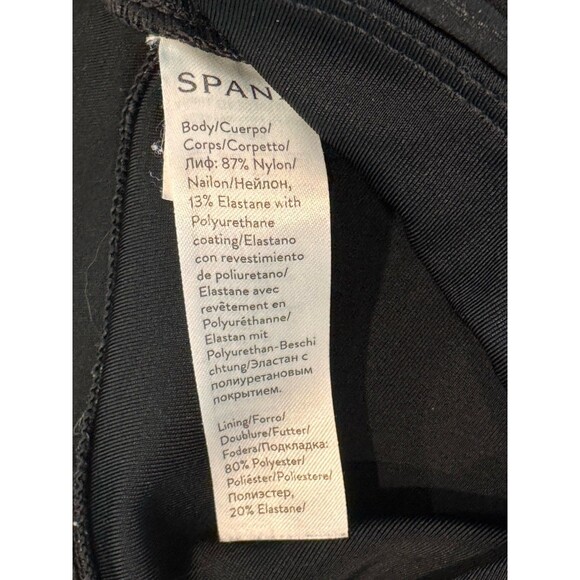 SPAN
Body/Cuerpo/
Corps/Corpetto/
Лиф: 87% Nylon/
Nailon/Нейлон,
13% Elastane with
Polyurethane
coating/Elastano
con revestimiento
de poliuretano/
Elastane avec
revêtement en
Polyuréthanne/
Elastan mit
Polyurethan-Beschi
chtung/Эластан с
полиуретановым
покрытием.
Lining/Forro/
Doublure/Futter/
Fodera/Подкладка:
80% Polyester/
Poliéster/Poliestere/
Полиэстер,
20% Elastane/